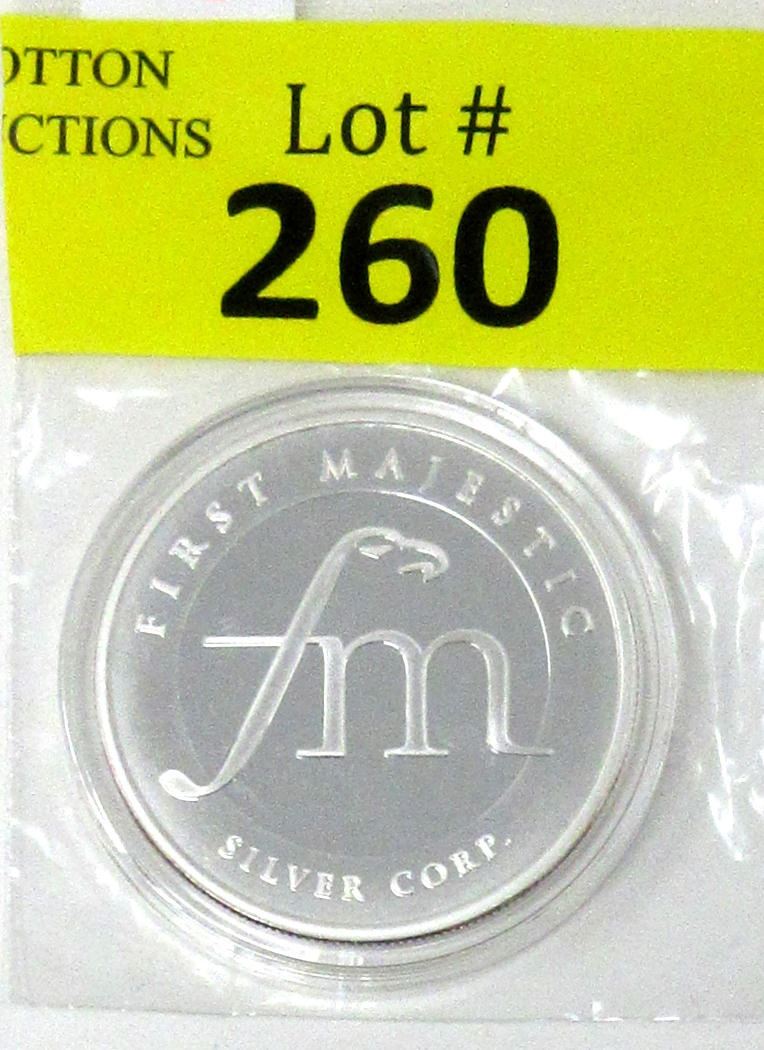 OTTON
CTIONS
Lot #
260
FIRST MAJESTIC
fm
SILVER CORP.